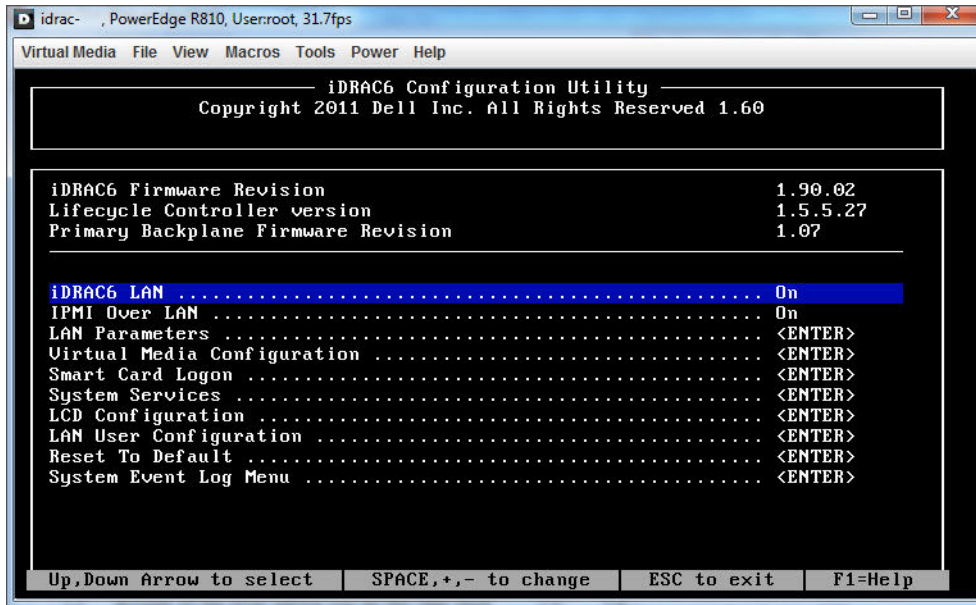 D idrac- , PowerEdge R810, User:root, 31.7fps
Virtual Media File View Macros Tools Power Help
iDRAC6 Configuration Utility
Copyright 2011 Dell Inc. All Rights Reserved 1.60
iDRAC6 Firmware Revision 1.90.02
Lifecycle Controller version 1.5.5.27
Primary Backplane Firmware Revision 1.07
iDRAC6 LAN .................................................. On
IPMI Over LAN ............................................... On
LAN Parameters .............................................. <ENTER>
Virtual Media Configuration ................................. <ENTER>
Smart Card Logon ............................................ <ENTER>
System Services ............................................. <ENTER>
LCD Configuration ........................................... <ENTER>
LAN User Configuration ...................................... <ENTER>
Reset To Default ............................................ <ENTER>
System Event Log Menu ....................................... <ENTER>
Up,Down Arrow to select SPACE,+,- to change ESC to exit F1=Help